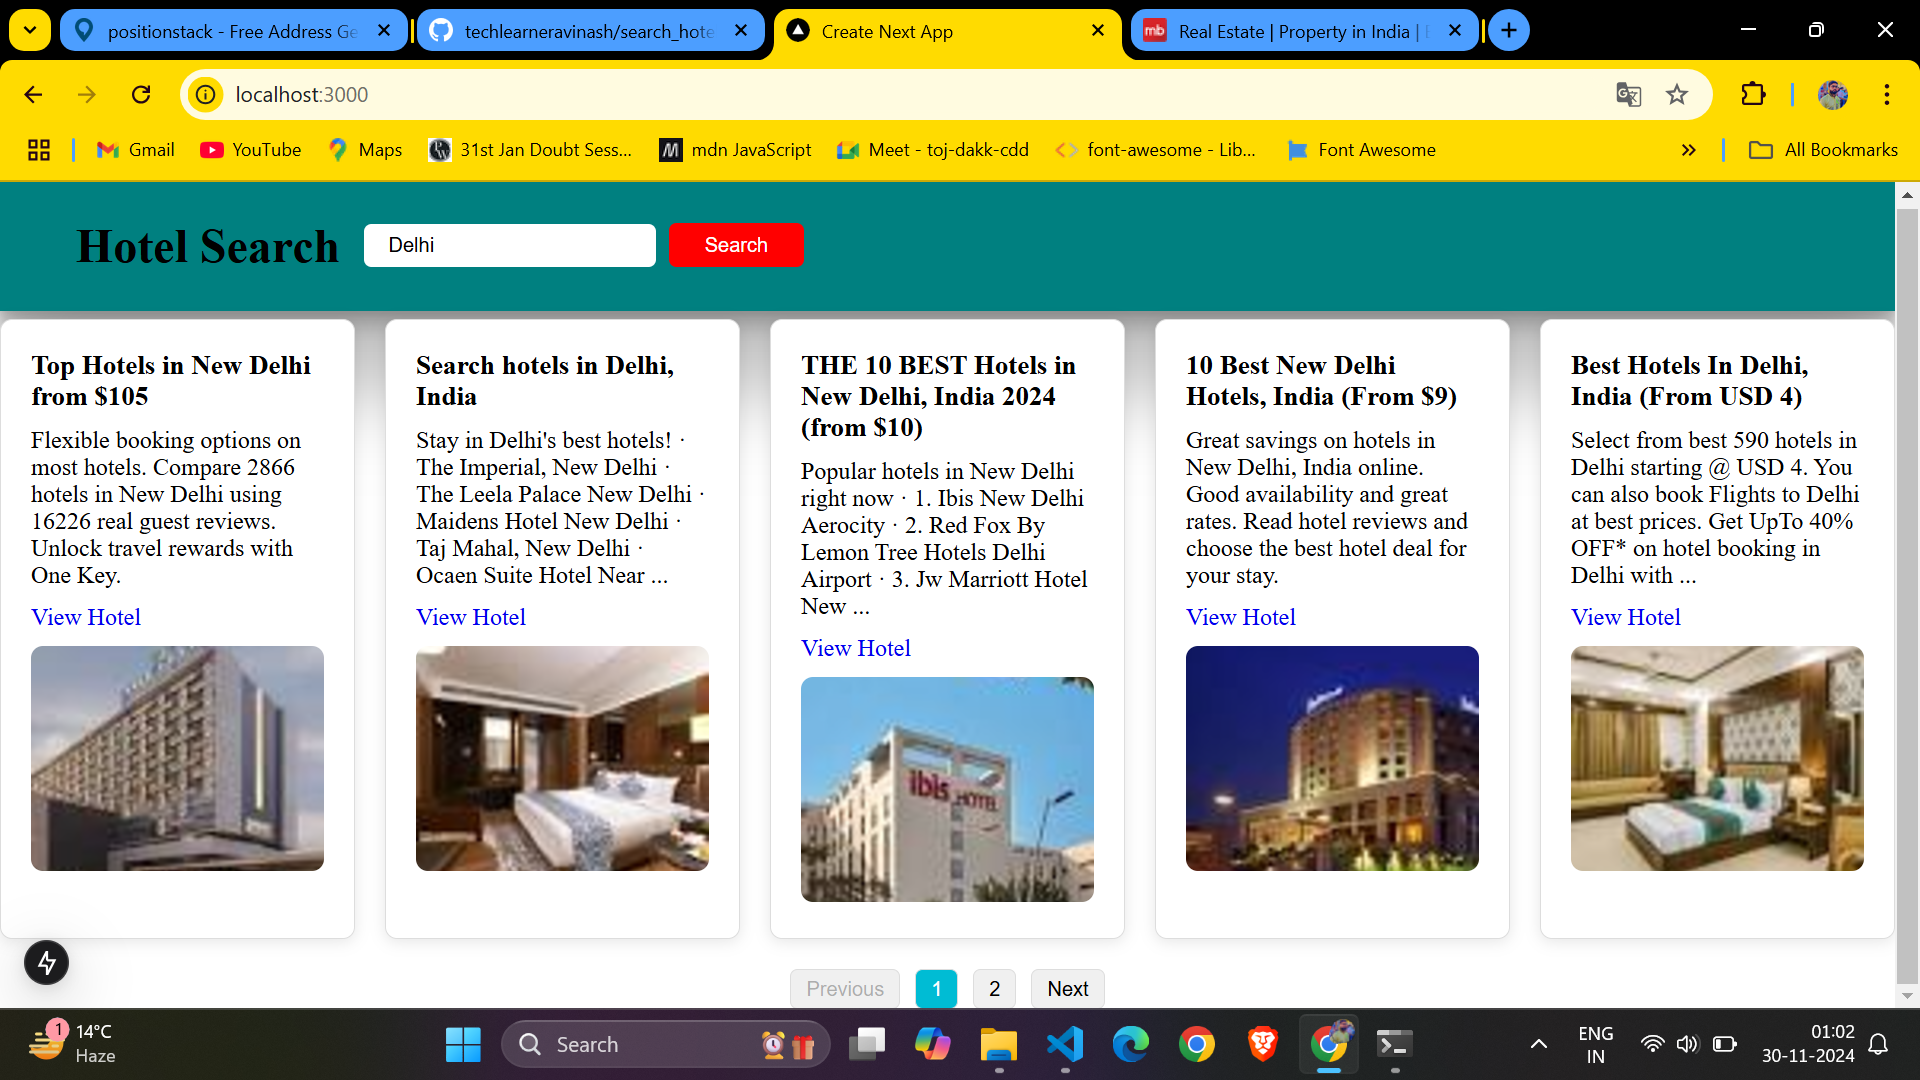 positionstack - Free Address Ge
techlearneravinash/search_hote
Create Next App
mb
Real Estate | Property in India |
localhost:3000
Gmail
YouTube
Maps
31st Jan Doubt Sess...
mdn JavaScript
Meet - toj-dakk-cdd
font-awesome - Lib...
Font Awesome
All Bookmarks
Hotel Search
Delhi
Search
Top Hotels in New Delhi
from $105
Flexible booking options on
most hotels. Compare 2866
hotels in New Delhi using
16226 real guest reviews.
Unlock travel rewards with
One Key.
View Hotel
Search hotels in Delhi,
India
Stay in Delhi's best hotels! ·
The Imperial, New Delhi ·
The Leela Palace New Delhi ·
Maidens Hotel New Delhi ·
Taj Mahal, New Delhi ·
Ocaen Suite Hotel Near ...
View Hotel
THE 10 BEST Hotels in
New Delhi, India 2024
(from $10)
Popular hotels in New Delhi
right now · 1. Ibis New Delhi
Aerocity · 2. Red Fox By
Lemon Tree Hotels Delhi
Airport · 3. Jw Marriott Hotel
New ...
View Hotel
ibis HOTEL
10 Best New Delhi
Hotels, India (From $9)
Great savings on hotels in
New Delhi, India online.
Good availability and great
rates. Read hotel reviews and
choose the best hotel deal for
your stay.
View Hotel
Best Hotels In Delhi,
India (From USD 4)
Select from best 590 hotels in
Delhi starting @ USD 4. You
can also book Flights to Delhi
at best prices. Get UpTo 40%
OFF* on hotel booking in
Delhi with ...
View Hotel
Previous
1
2
Next
1
14°C
Haze
Search
ENG
IN
01:02
30-11-2024